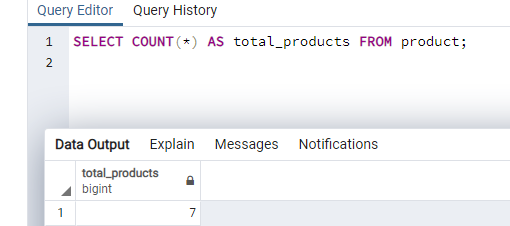 Query Editor Query History
1 SELECT COUNT(*) AS total_products FROM product;
2
Data Output Explain Messages Notifications
total_products
bigint
1 7